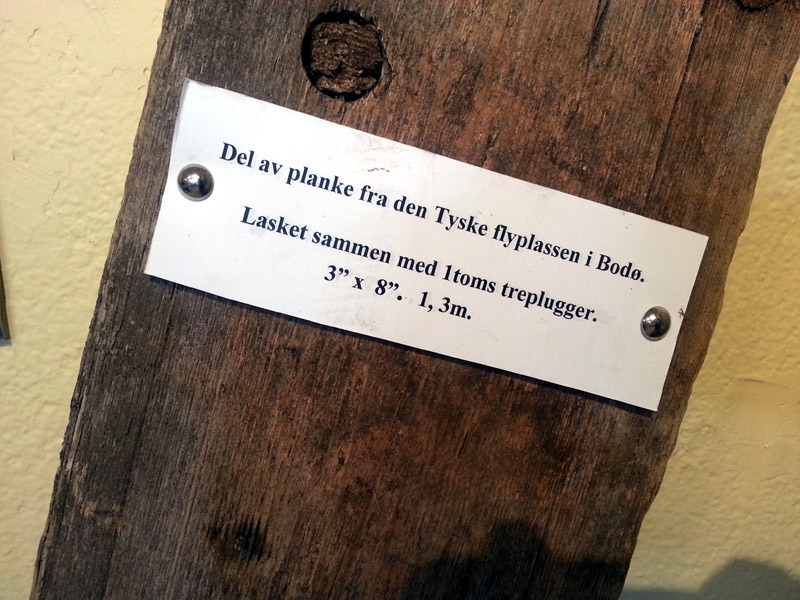 Del av planke fra den Tyske flyplassen i Bodø.
Lasket sammen med 1toms treplugger.
3” x 8”. 1, 3m.